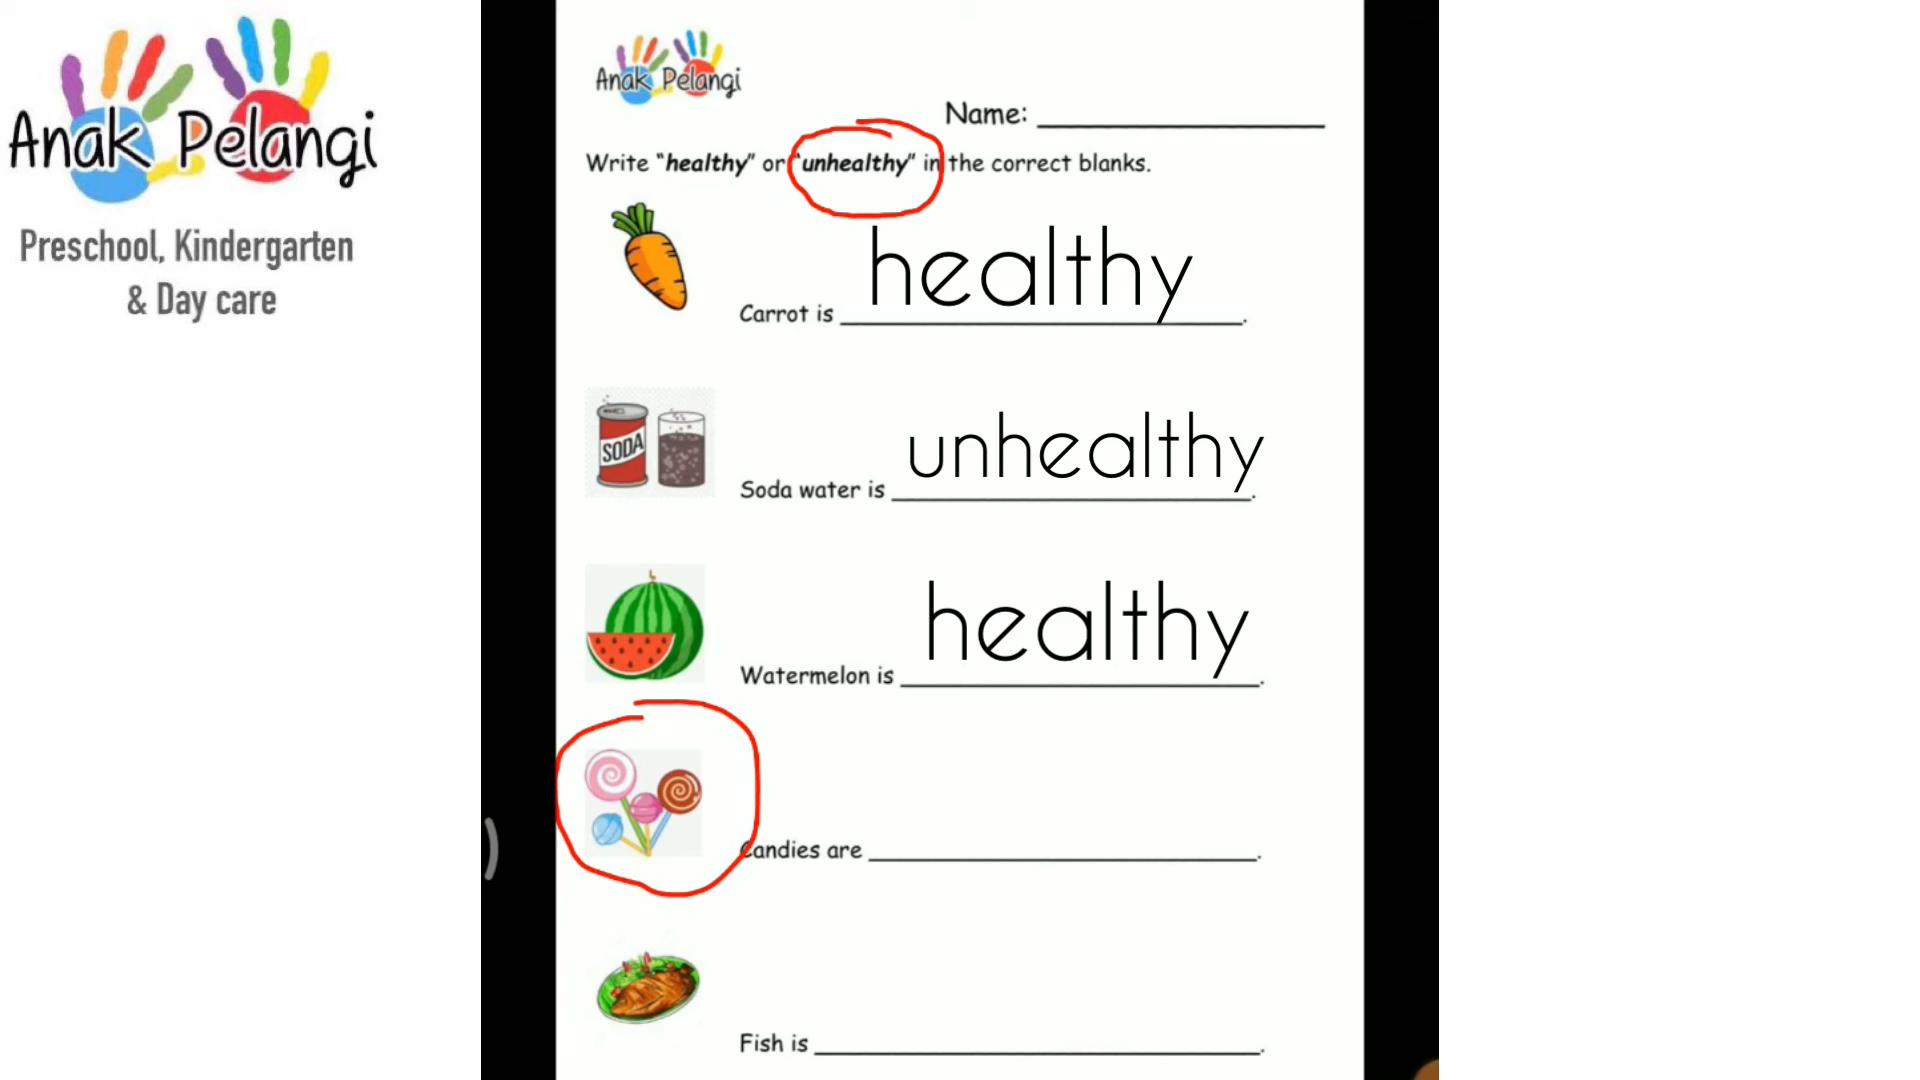 Anak Pelangi
Preschool, Kindergarten
& Day care
Anak Pelangi
Name:
Write "healthy" or "unhealthy" in the correct blanks.
healthy
Carrot is .
SODA
unhealthy
Soda water is .
healthy
Watermelon is .
Candies are .
Fish is .